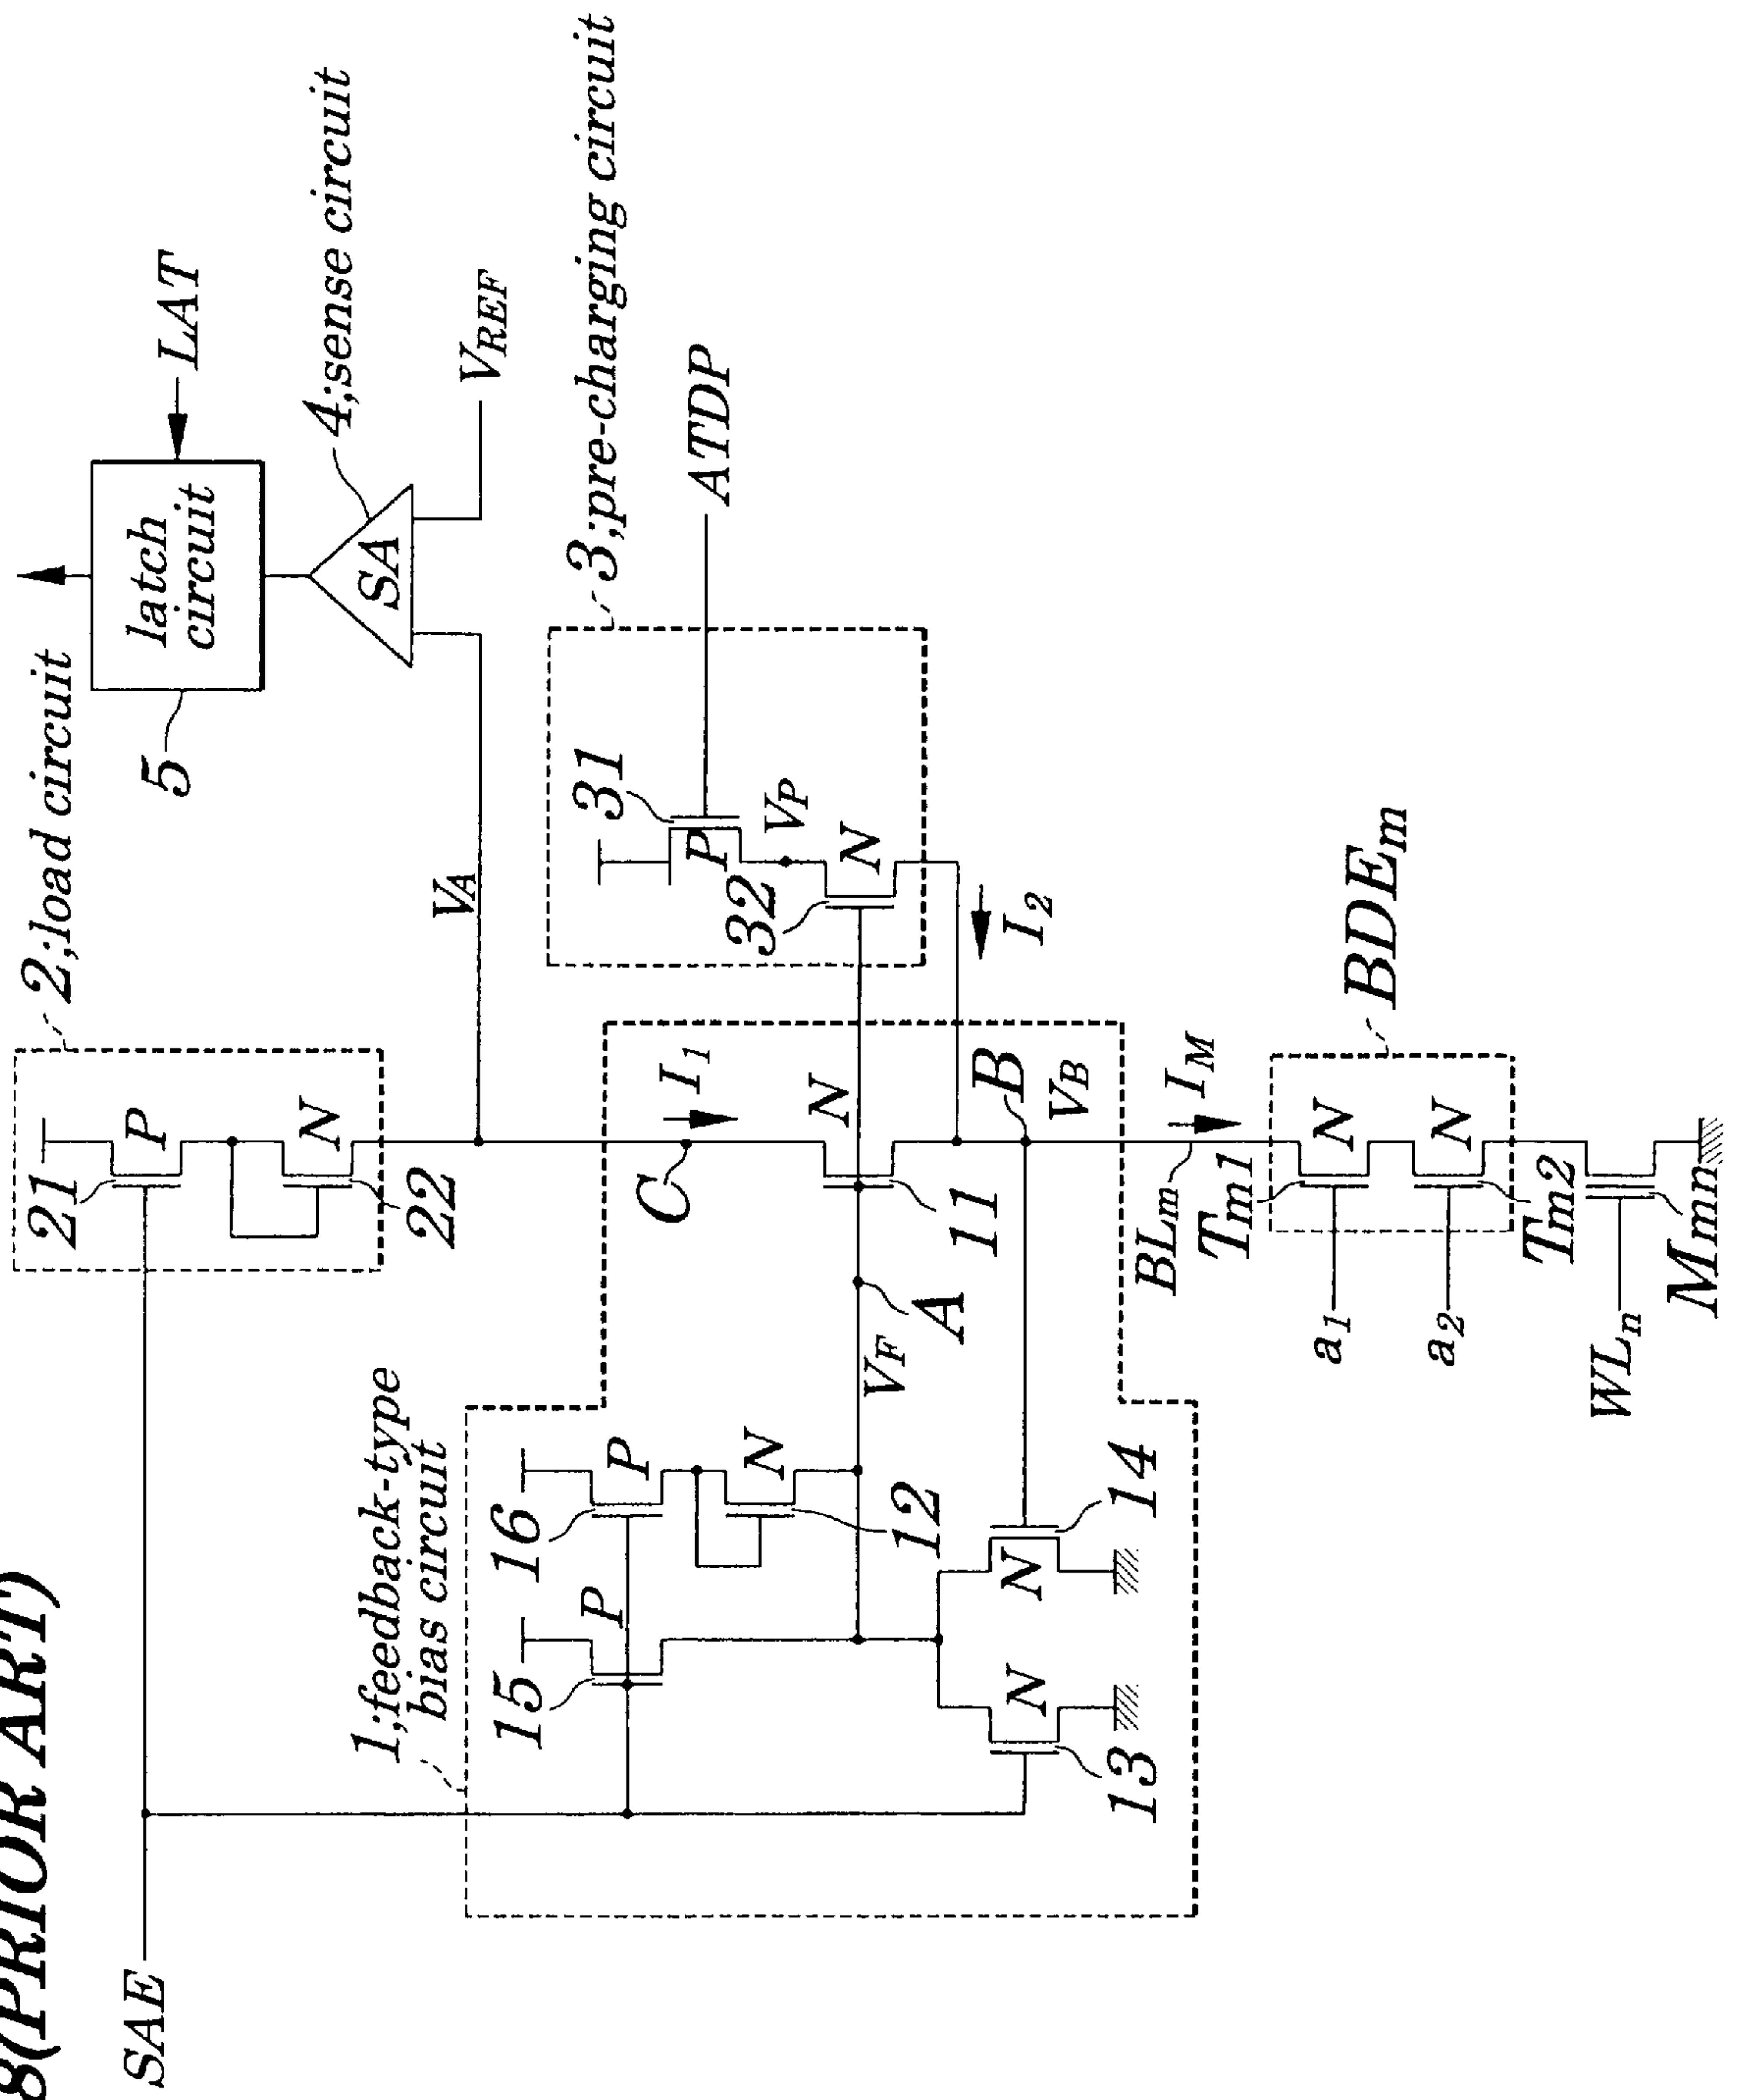 8(PRIOR ART)
SAE
2;load circuit
21
P
N
22
5
latch
circuit
LAT
4;sense circuit
SA
VREF
VA
3;pre-charging circuit
31
P
ATDP
VP
32
N
I2
1;feedback-type
bias circuit
15
P
16
P
N
12
C
I1
N
11
A
VF
B
VB
13
N
14
N
BLm
IM
BDEm
Tm1
N
a1
N
a2
Tm2
WLn
Mmn